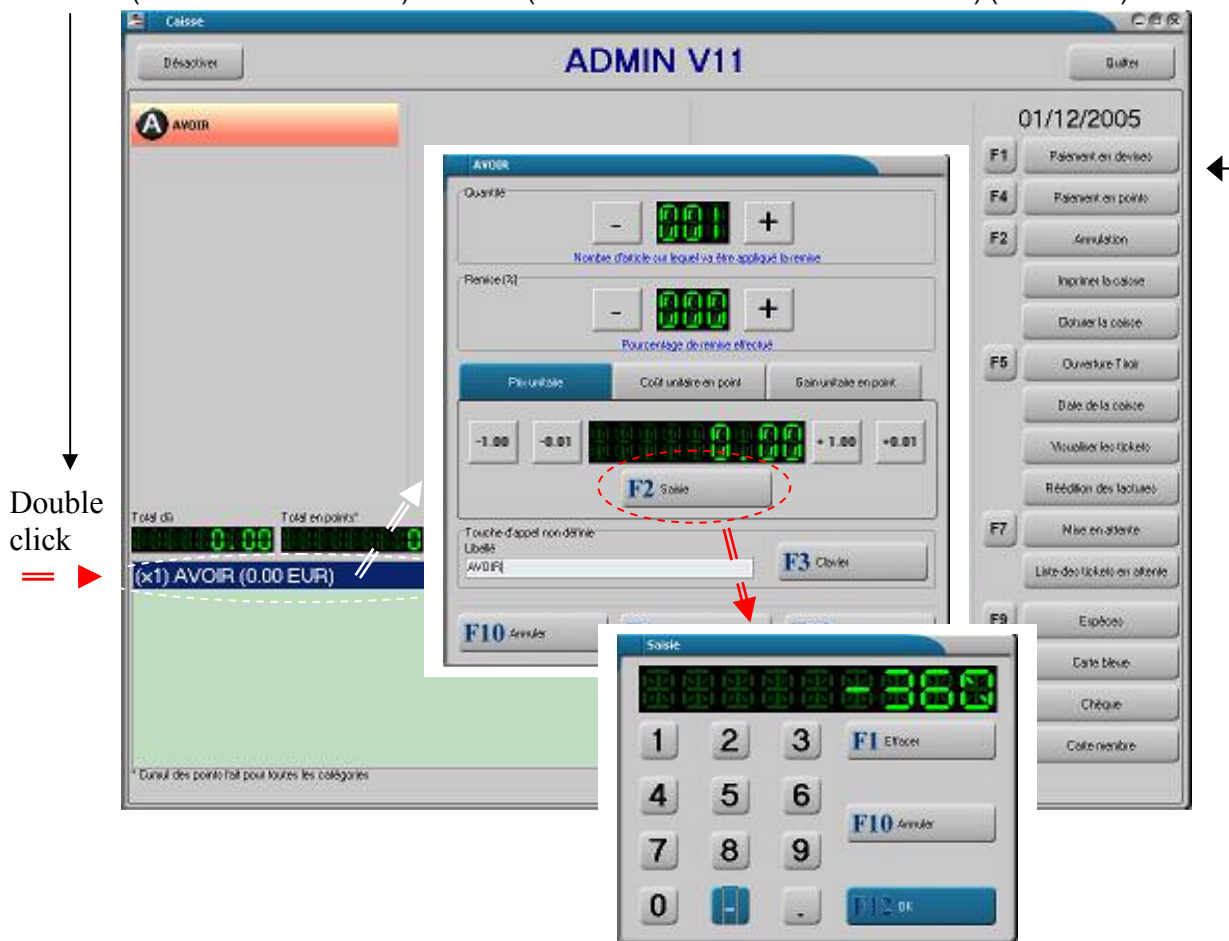 Caisse
Désactiver
ADMIN V11
Quitter
A AVOIR
01/12/2005
F1 Paiement en devises
F4 Paiement en points
F2 Annulation
Imprimer la caisse
Cloturer la caisse
F5 Ouverture Tiroir
Date de la caisse
Visualiser les tickets
Réédition des factures
F7 Mise en attente
Liste des tickets en attente
F9 Espèces
Carte bleue
Chèque
Carte membre
AVOIR
Quantité
- 001 +
Nombre d'article sur lequel va être appliqué la remise
Remise (%)
- 000 +
Pourcentage de remise effectué
Prix unitaire
Coût unitaire en point
Gain unitaire en point
-1.00 -0.01 0.00 + 1.00 +0.01
F2 Saisie
Touche d'appel non définie
Libellé
AVOIR
F3 Clavier
F10 Annuler
Double
click
Total dû
Total en points*
0.00
0
(x1) AVOIR (0.00 EUR)
* Cumul des points fait pour toutes les catégories
Saisie
-360
1 2 3 F1 Effacer
4 5 6
F10 Annuler
7 8 9
0 - . F12 OK